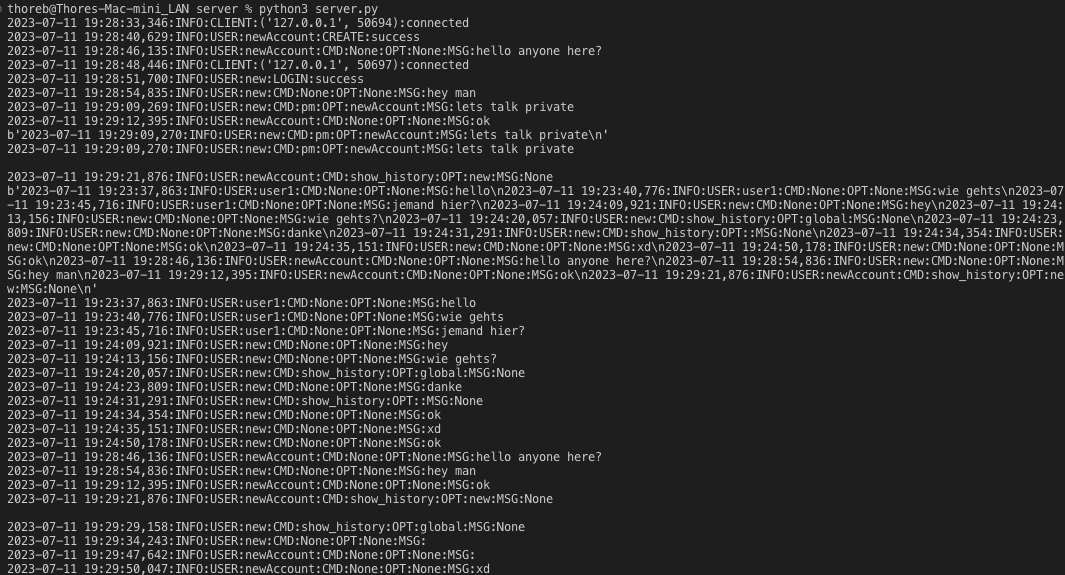 thoreb@Thores-Mac-mini_LAN server % python3 server.py
2023-07-11 19:28:33,346:INFO:CLIENT:('127.0.0.1', 50694):connected
2023-07-11 19:28:40,629:INFO:USER:newAccount:CREATE:success
2023-07-11 19:28:46,135:INFO:USER:newAccount:CMD:None:OPT:None:MSG:hello anyone here?
2023-07-11 19:28:48,446:INFO:CLIENT:('127.0.0.1', 50697):connected
2023-07-11 19:28:51,700:INFO:USER:new:LOGIN:success
2023-07-11 19:28:54,835:INFO:USER:new:CMD:None:OPT:None:MSG:hey man
2023-07-11 19:29:09,269:INFO:USER:new:CMD:pm:OPT:newAccount:MSG:lets talk private
2023-07-11 19:29:12,395:INFO:USER:newAccount:CMD:None:OPT:None:MSG:ok
b'2023-07-11 19:29:09,270:INFO:USER:new:CMD:pm:OPT:newAccount:MSG:lets talk private\n'
2023-07-11 19:29:09,270:INFO:USER:new:CMD:pm:OPT:newAccount:MSG:lets talk private
2023-07-11 19:29:21,876:INFO:USER:newAccount:CMD:show_history:OPT:new:MSG:None
b'2023-07-11 19:23:37,863:INFO:USER:user1:CMD:None:OPT:None:MSG:hello\n2023-07-11 19:23:40,776:INFO:USER:user1:CMD:None:OPT:None:MSG:wie gehts\n2023-07
-11 19:23:45,716:INFO:USER:user1:CMD:None:OPT:None:MSG:jemand hier?\n2023-07-11 19:24:09,921:INFO:USER:new:CMD:None:OPT:None:MSG:hey\n2023-07-11 19:24:
13,156:INFO:USER:new:CMD:None:OPT:None:MSG:wie gehts?\n2023-07-11 19:24:20,057:INFO:USER:new:CMD:show_history:OPT:global:MSG:None\n2023-07-11 19:24:23,
809:INFO:USER:new:CMD:None:OPT:None:MSG:danke\n2023-07-11 19:24:31,291:INFO:USER:new:CMD:show_history:OPT::MSG:None\n2023-07-11 19:24:34,354:INFO:USER:
new:CMD:None:OPT:None:MSG:ok\n2023-07-11 19:24:35,151:INFO:USER:new:CMD:None:OPT:None:MSG:xd\n2023-07-11 19:24:50,178:INFO:USER:new:CMD:None:OPT:None:M
SG:ok\n2023-07-11 19:28:46,136:INFO:USER:newAccount:CMD:None:OPT:None:MSG:hello anyone here?\n2023-07-11 19:28:54,836:INFO:USER:new:CMD:None:OPT:None:M
SG:hey man\n2023-07-11 19:29:12,395:INFO:USER:newAccount:CMD:None:OPT:None:MSG:ok\n2023-07-11 19:29:21,876:INFO:USER:newAccount:CMD:show_history:OPT:ne
w:MSG:None\n'
2023-07-11 19:23:37,863:INFO:USER:user1:CMD:None:OPT:None:MSG:hello
2023-07-11 19:23:40,776:INFO:USER:user1:CMD:None:OPT:None:MSG:wie gehts
2023-07-11 19:23:45,716:INFO:USER:user1:CMD:None:OPT:None:MSG:jemand hier?
2023-07-11 19:24:09,921:INFO:USER:new:CMD:None:OPT:None:MSG:hey
2023-07-11 19:24:13,156:INFO:USER:new:CMD:None:OPT:None:MSG:wie gehts?
2023-07-11 19:24:20,057:INFO:USER:new:CMD:show_history:OPT:global:MSG:None
2023-07-11 19:24:23,809:INFO:USER:new:CMD:None:OPT:None:MSG:danke
2023-07-11 19:24:31,291:INFO:USER:new:CMD:show_history:OPT::MSG:None
2023-07-11 19:24:34,354:INFO:USER:new:CMD:None:OPT:None:MSG:ok
2023-07-11 19:24:35,151:INFO:USER:new:CMD:None:OPT:None:MSG:xd
2023-07-11 19:24:50,178:INFO:USER:new:CMD:None:OPT:None:MSG:ok
2023-07-11 19:28:46,136:INFO:USER:newAccount:CMD:None:OPT:None:MSG:hello anyone here?
2023-07-11 19:28:54,836:INFO:USER:new:CMD:None:OPT:None:MSG:hey man
2023-07-11 19:29:12,395:INFO:USER:newAccount:CMD:None:OPT:None:MSG:ok
2023-07-11 19:29:21,876:INFO:USER:newAccount:CMD:show_history:OPT:new:MSG:None
2023-07-11 19:29:29,158:INFO:USER:new:CMD:show_history:OPT:global:MSG:None
2023-07-11 19:29:34,243:INFO:USER:new:CMD:None:OPT:None:MSG:
2023-07-11 19:29:47,642:INFO:USER:newAccount:CMD:None:OPT:None:MSG:
2023-07-11 19:29:50,047:INFO:USER:newAccount:CMD:None:OPT:None:MSG:xd